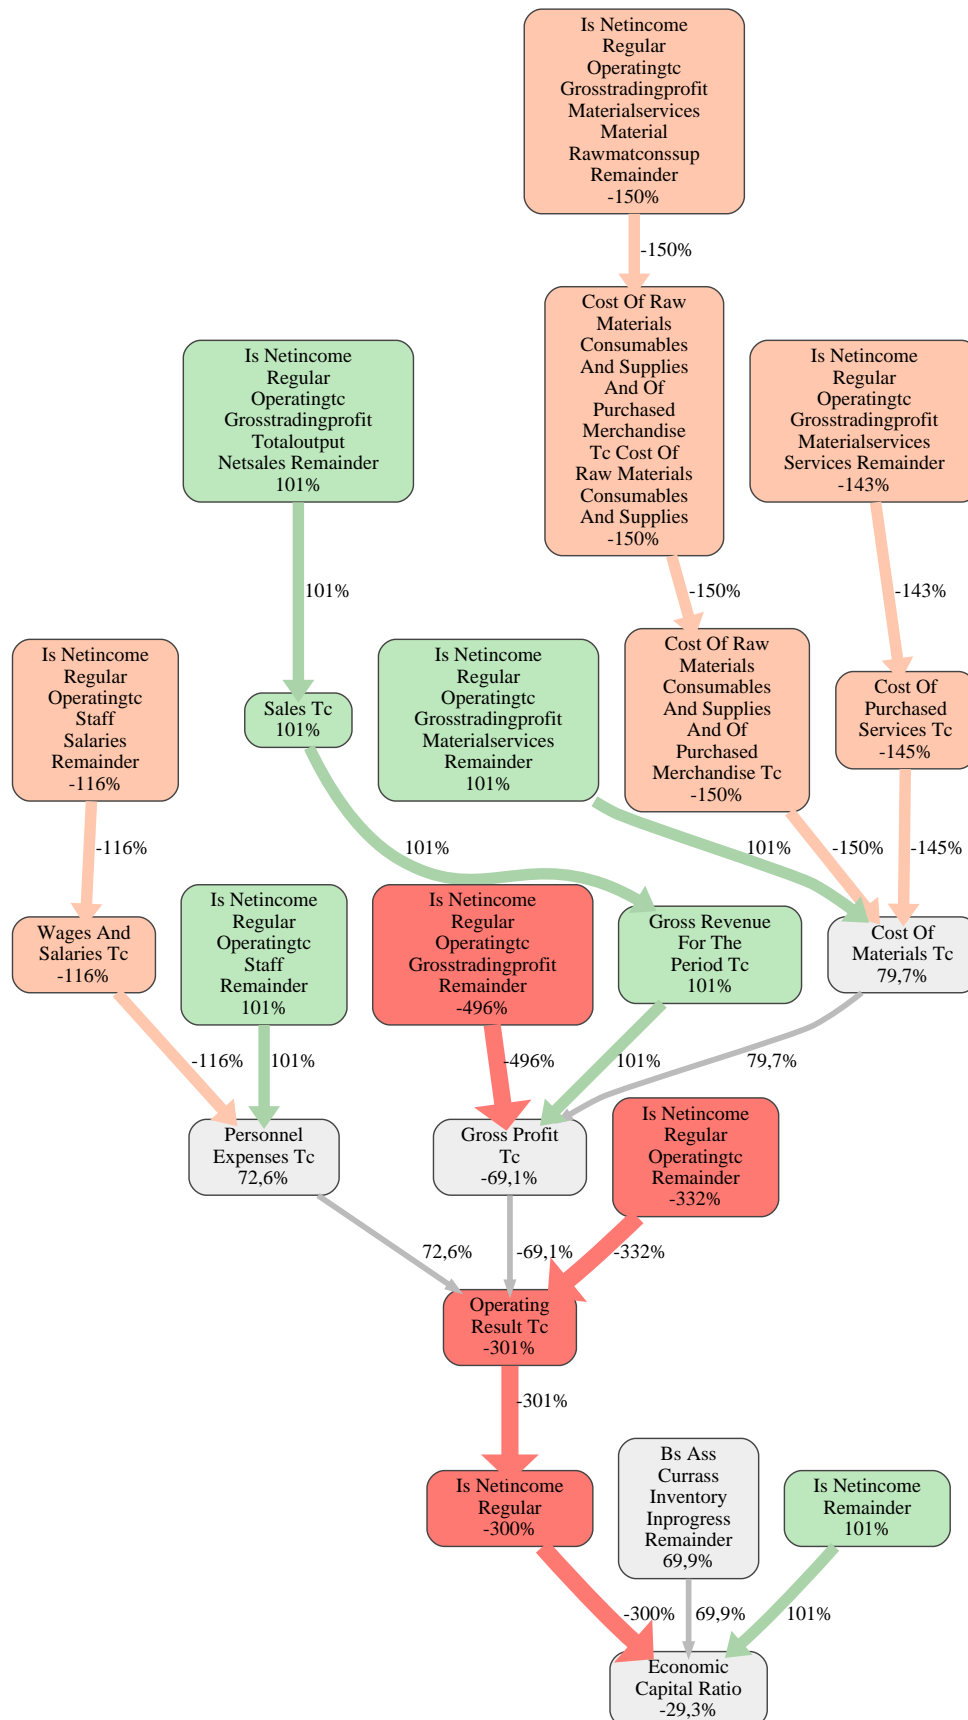 Is Netincome
Regular
Operatingtc
Grosstradingprofit
Materialservices
Material
Rawmatconssup
Remainder
-150%
-150%
Cost Of Raw
Materials
Consumables
And Supplies
And Of
Purchased
Merchandise
Tc Cost Of
Raw Materials
Consumables
And Supplies
-150%
Is Netincome
Regular
Operatingtc
Grosstradingprofit
Totaloutput
Netsales Remainder
101%
Is Netincome
Regular
Operatingtc
Grosstradingprofit
Materialservices
Services Remainder
-143%
101%
-150%
-143%
Is Netincome
Regular
Operatingtc
Staff
Salaries
Remainder
-116%
Sales Tc
101%
Is Netincome
Regular
Operatingtc
Grosstradingprofit
Materialservices
Remainder
101%
Cost Of Raw
Materials
Consumables
And Supplies
And Of
Purchased
Merchandise Tc
-150%
Cost Of
Purchased
Services Tc
-145%
-116%
101%
101%
-150%
-145%
Wages And
Salaries Tc
-116%
Is Netincome
Regular
Operatingtc
Staff
Remainder
101%
Is Netincome
Regular
Operatingtc
Grosstradingprofit
Remainder
-496%
Gross Revenue
For The
Period Tc
101%
Cost Of
Materials Tc
79,7%
-116%
101%
-496%
101%
79,7%
Personnel
Expenses Tc
72,6%
Gross Profit
Tc
-69,1%
Is Netincome
Regular
Operatingtc
Remainder
-332%
72,6%
-69,1%
-332%
Operating
Result Tc
-301%
-301%
Is Netincome
Regular
-300%
Bs Ass
Currass
Inventory
Inprogress
Remainder
69,9%
Is Netincome
Remainder
101%
-300%
69,9%
101%
Economic
Capital Ratio
-29,3%